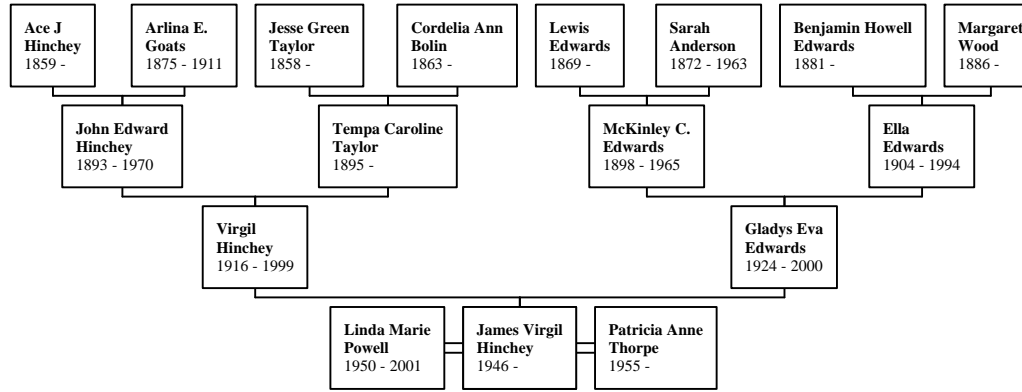 Ace J
Hinchey
1859 -
Arlina E.
Goats
1875 - 1911
Jesse Green
Taylor
1858 -
Cordelia Ann
Bolin
1863 -
Lewis
Edwards
1869 -
Sarah
Anderson
1872 - 1963
Benjamin Howell
Edwards
1881 -
Margaret
Wood
1886 -
John Edward
Hinchey
1893 - 1970
Tempa Caroline
Taylor
1895 -
McKinley C.
Edwards
1898 - 1965
Ella
Edwards
1904 - 1994
Virgil
Hinchey
1916 - 1999
Gladys Eva
Edwards
1924 - 2000
Linda Marie
Powell
1950 - 2001
James Virgil
Hinchey
1946 -
Patricia Anne
Thorpe
1955 -